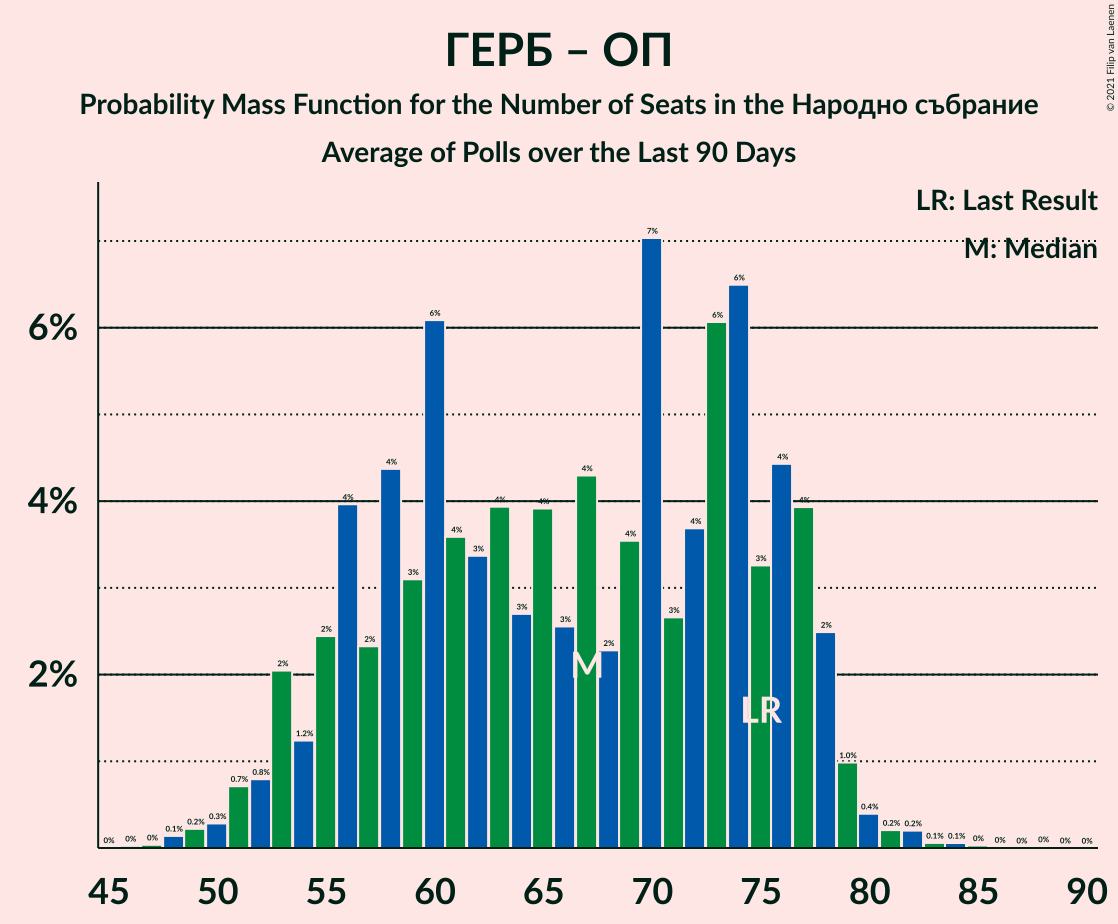 ГЕРБ – ОП
Probability Mass Function for the Number of Seats in the Народно събрание
Average of Polls over the Last 90 Days
© 2021 Filip van Laenen
LR: Last Result
M: Median
6%
4%
2%
0% 0% 0% 0.1% 0.2% 0.3% 0.7% 0.8% 2% 1.2% 2% 4% 2% 4% 3% 6% 4% 3% 4% 3% 4% 3% 4% 2% 4% 7% 3% 4% 6% 6% 3% 4% 4% 2% 1.0% 0.4% 0.2% 0.2% 0.1% 0.1% 0% 0% 0% 0% 0% 0%
M
LR
45 50 55 60 65 70 75 80 85 90